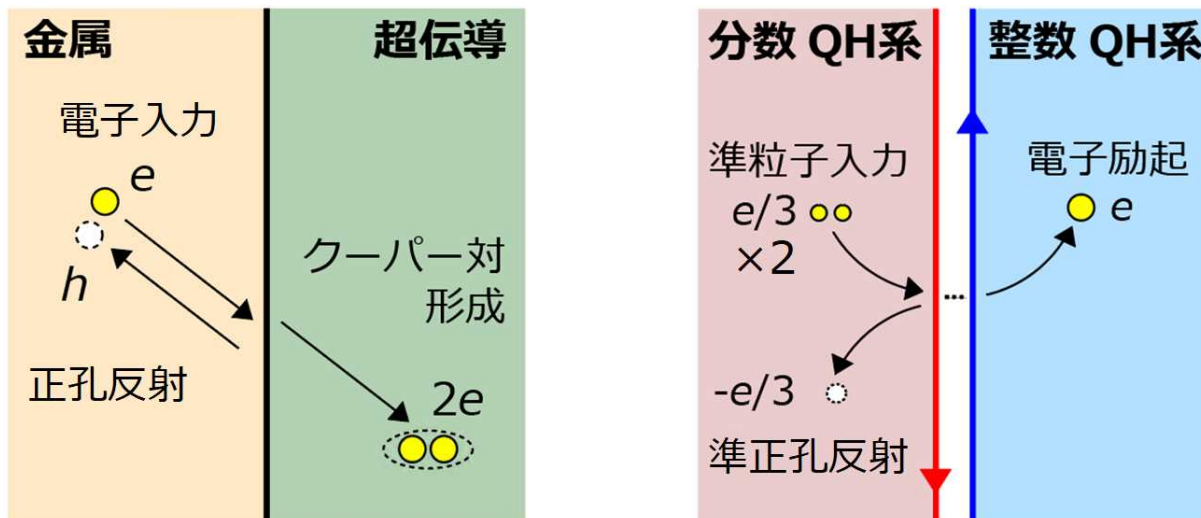 金属
超伝導
電子入力
e
h
クーパー対
形成
正孔反射
2e
分数 QH系
整数 QH系
準粒子入力
e/3
×2
電子励起
e
-e/3
準正孔反射